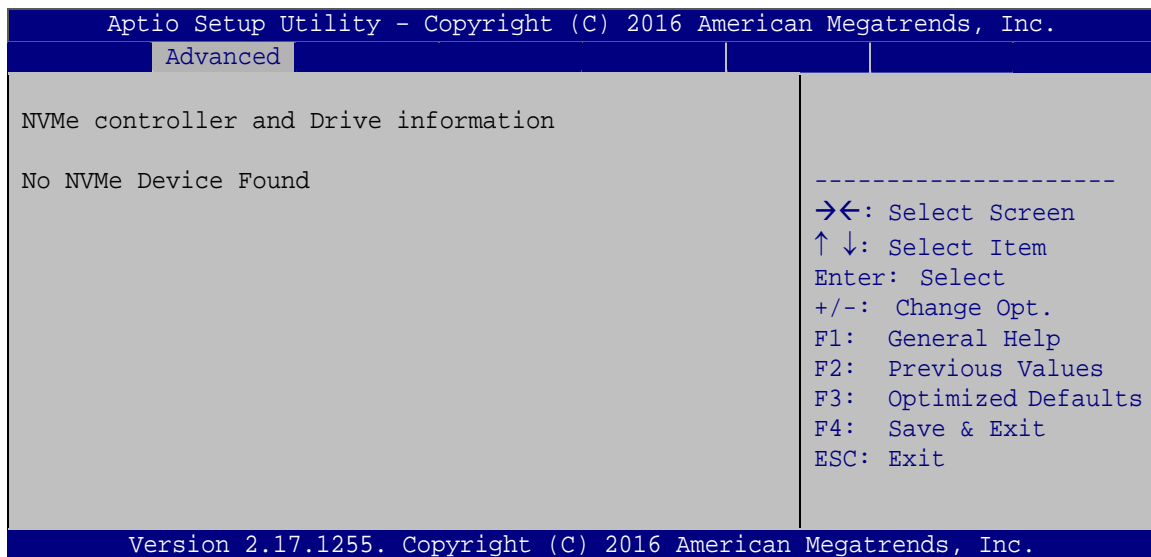 Aptio Setup Utility – Copyright (C) 2016 American Megatrends, Inc.
Advanced
NVMe controller and Drive information
No NVMe Device Found
---------------------
→←: Select Screen
↑ ↓: Select Item
Enter: Select
+/-: Change Opt.
F1: General Help
F2: Previous Values
F3: Optimized Defaults
F4: Save & Exit
ESC: Exit
Version 2.17.1255. Copyright (C) 2016 American Megatrends, Inc.